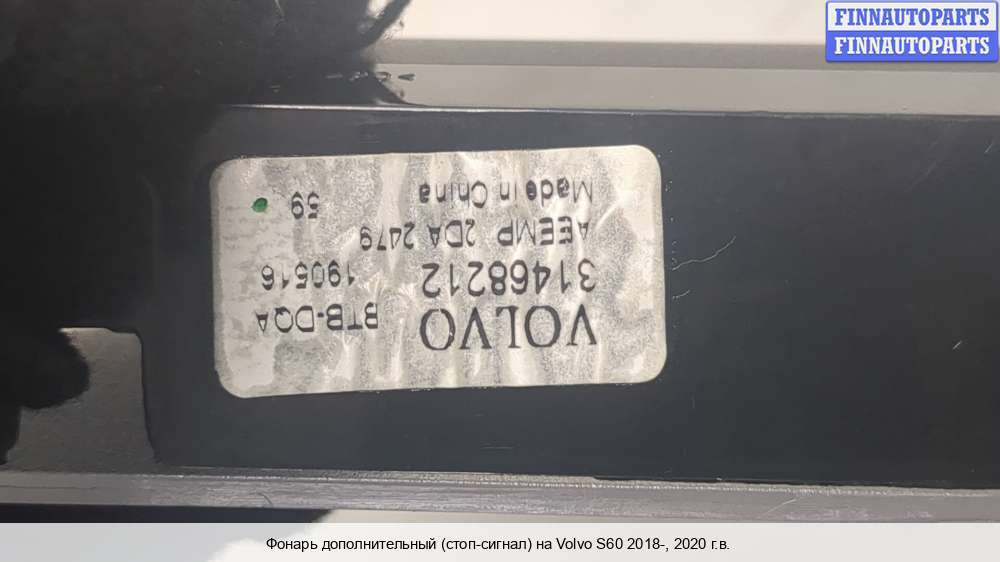 FINNAUTOPARTS
FINNAUTOPARTS
VOLVO BTB-DQA
31468212 190516
AEEMP 2DA 2479
Made in China 59
Фонарь дополнительный (стоп-сигнал) на Volvo S60 2018-, 2020 г.в.